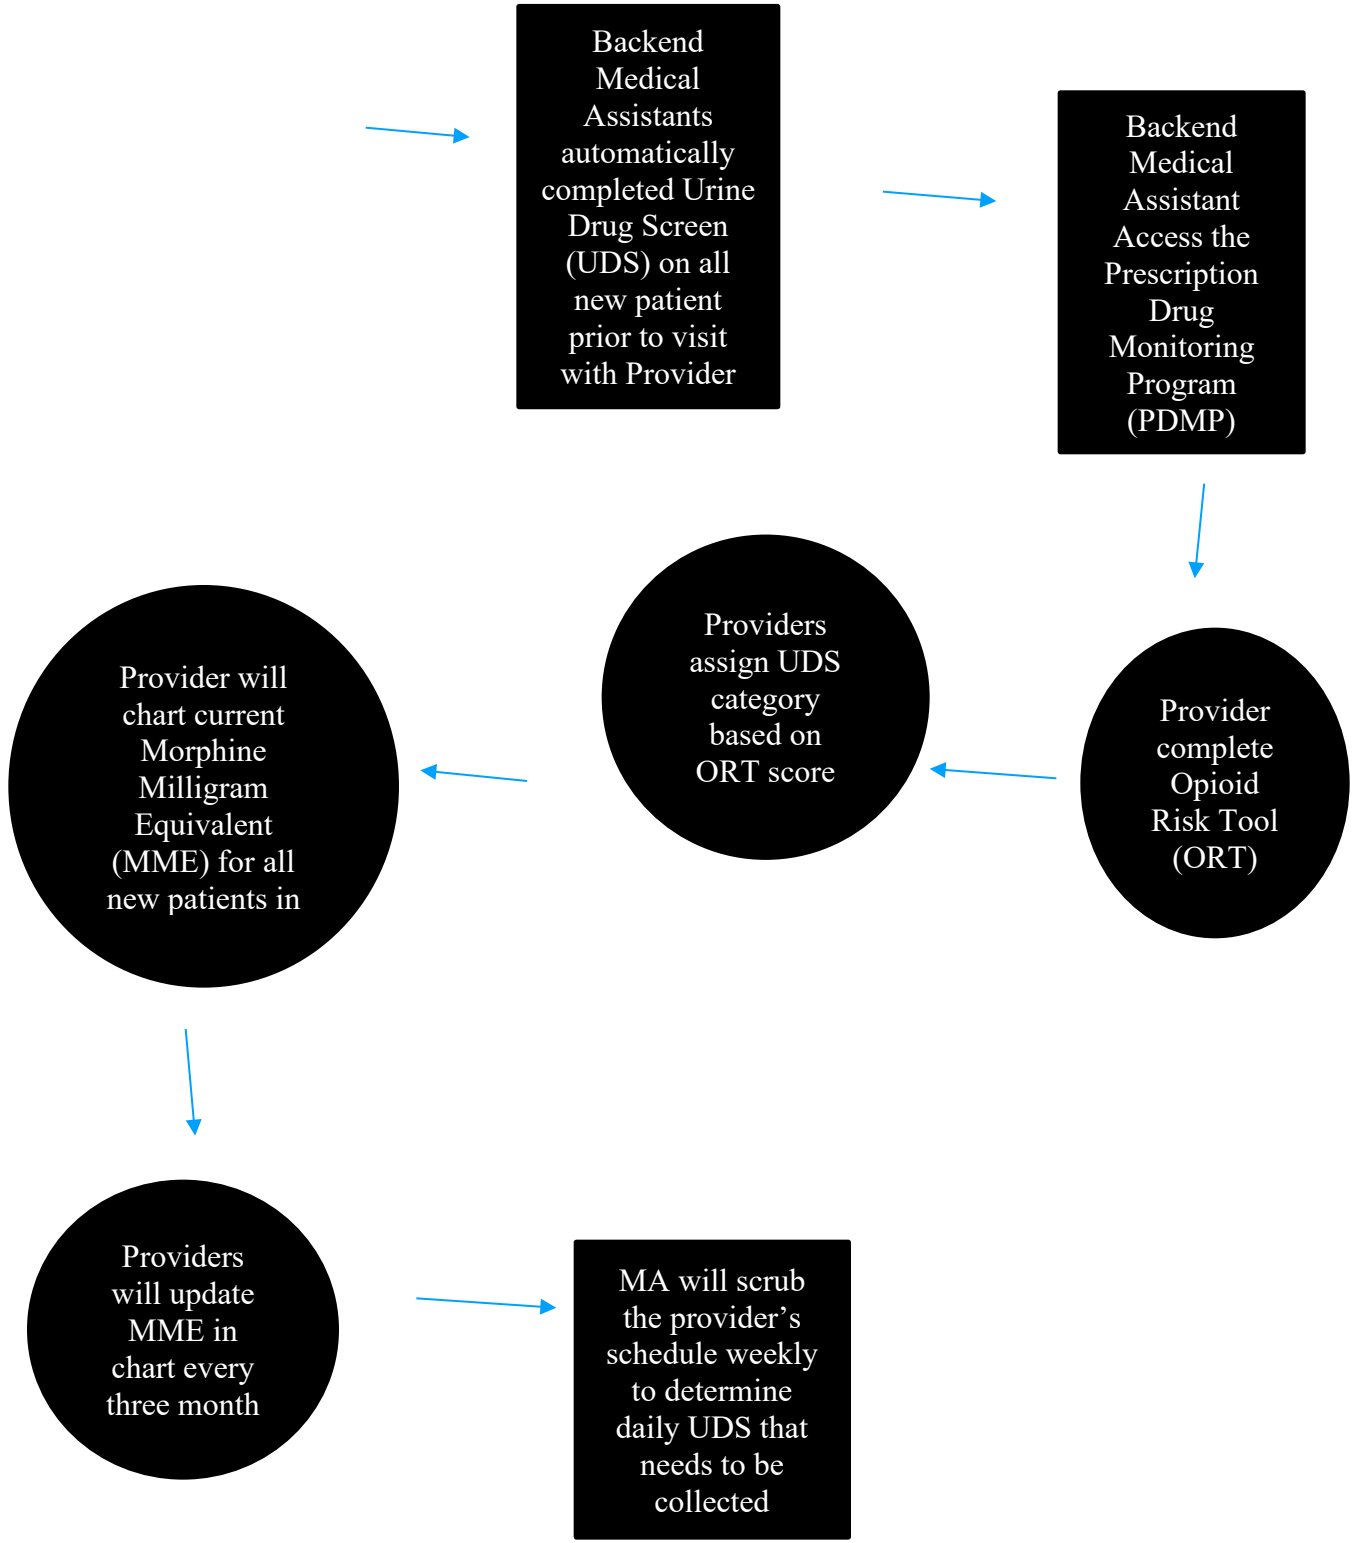 Backend
Medical
Assistants
automatically
completed Urine
Drug Screen
(UDS) on all
new patient
prior to visit
with Provider
Backend
Medical
Assistant
Access the
Prescription
Drug
Monitoring
Program
(PDMP)
Provider
complete
Opioid
Risk Tool
(ORT)
Providers
assign UDS
category
based on
ORT score
Provider will
chart current
Morphine
Milligram
Equivalent
(MME) for all
new patients in
Providers
will update
MME in
chart every
three month
MA will scrub
the provider’s
schedule weekly
to determine
daily UDS that
needs to be
collected